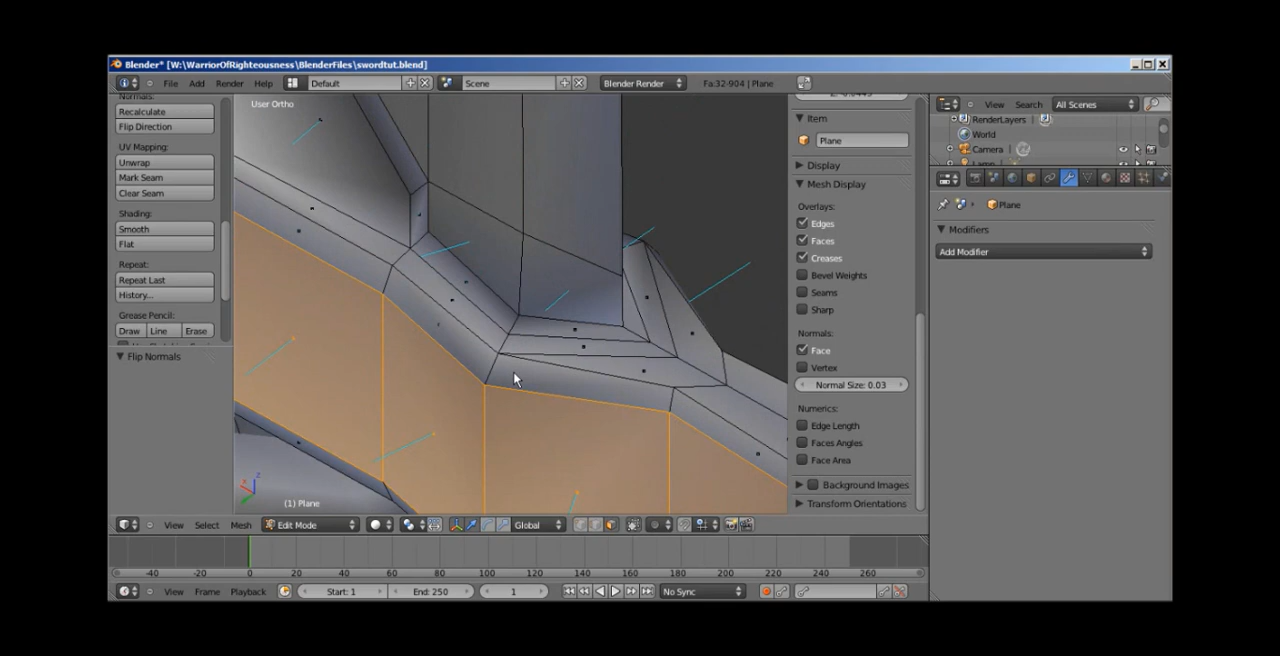 Blender* [W:\WarriorOfRighteousness\BlenderFiles\swordtut.blend]
File Add Render Help Default Scene Blender Render Fa:32-904 | Plane
View Search All Scenes
RenderLayers |
World
Camera |
Plane
Modifiers
Add Modifier
Normals:
Recalculate
Flip Direction
UV Mapping:
Unwrap
Mark Seam
Clear Seam
Shading:
Smooth
Flat
Repeat:
Repeat Last
History...
Grease Pencil:
Draw Line Erase
Flip Normals
User Ortho
(1) Plane
Item
Plane
Display
Mesh Display
Overlays:
Edges
Faces
Creases
Bevel Weights
Seams
Sharp
Normals:
Face
Vertex
Normal Size: 0.03
Numerics:
Edge Length
Faces Angles
Face Area
Background Images
Transform Orientations
View Select Mesh Edit Mode Global
-40 -20 0 20 40 60 80 100 120 140 160 180 200 220 240 260
View Frame Playback Start: 1 End: 250 1 No Sync